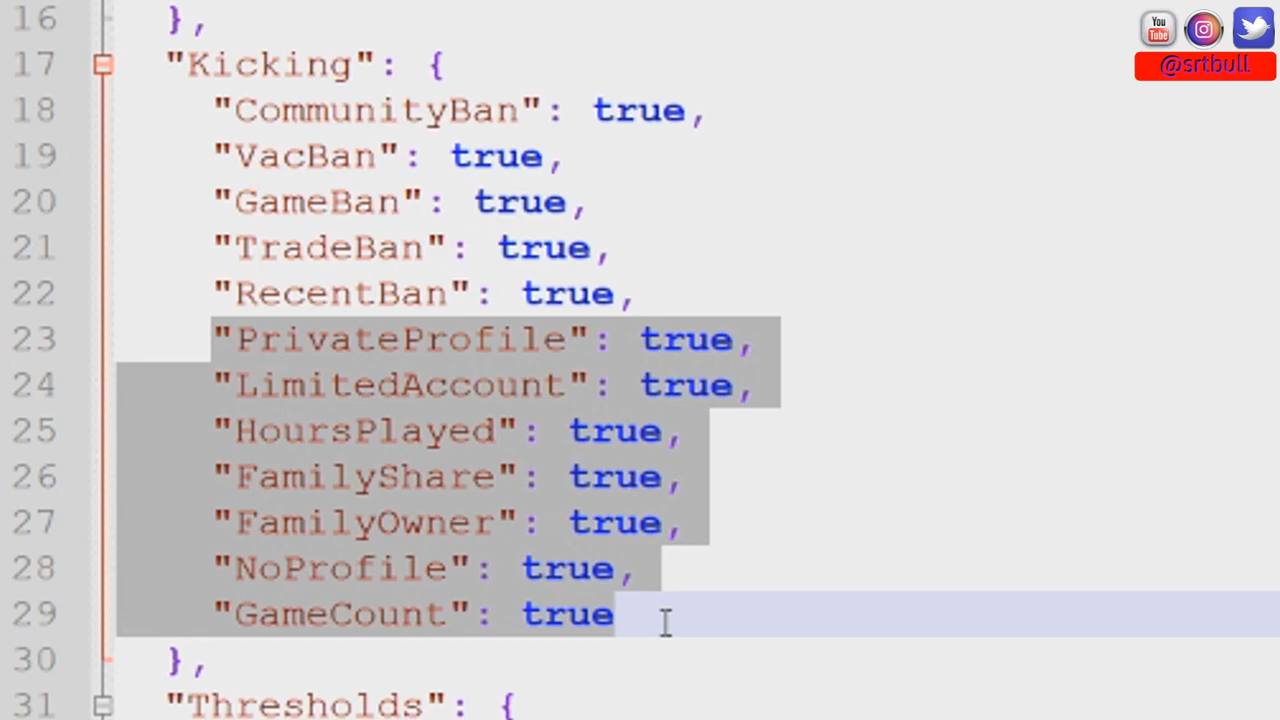 You
Tube
@srtbull
16 },
17 "Kicking": {
18 "CommunityBan": true,
19 "VacBan": true,
20 "GameBan": true,
21 "TradeBan": true,
22 "RecentBan": true,
23 "PrivateProfile": true,
24 "LimitedAccount": true,
25 "HoursPlayed": true,
26 "FamilyShare": true,
27 "FamilyOwner": true,
28 "NoProfile": true,
29 "GameCount": true
30 },
31 "Thresholds": {